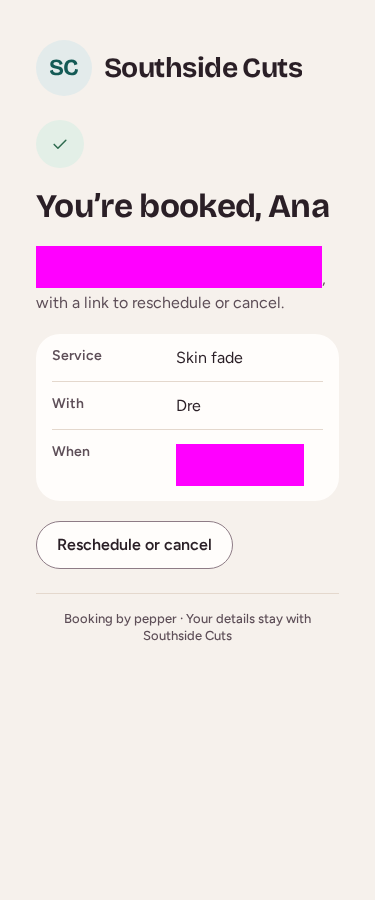 SC
Southside Cuts
You’re booked, Ana
,
with a link to reschedule or cancel.
Service
Skin fade
With
Dre
When
Reschedule or cancel
Booking by pepper · Your details stay with
Southside Cuts